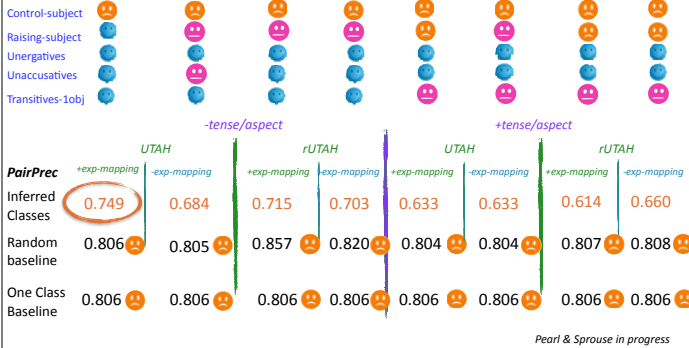 Control-subject
Raising-subject
Unergatives
Unaccusatives
Transitives-1obj
-tense/aspect +tense/aspect
UTAH rUTAH UTAH rUTAH
PairPrec +exp-mapping -exp-mapping +exp-mapping -exp-mapping +exp-mapping -exp-mapping +exp-mapping -exp-mapping
Inferred Classes 0.749 0.684 0.715 0.703 0.633 0.633 0.614 0.660
Random baseline 0.806 0.805 0.857 0.820 0.804 0.804 0.807 0.808
One Class Baseline 0.806 0.806 0.806 0.806 0.806 0.806 0.806 0.806
Pearl & Sprouse in progress